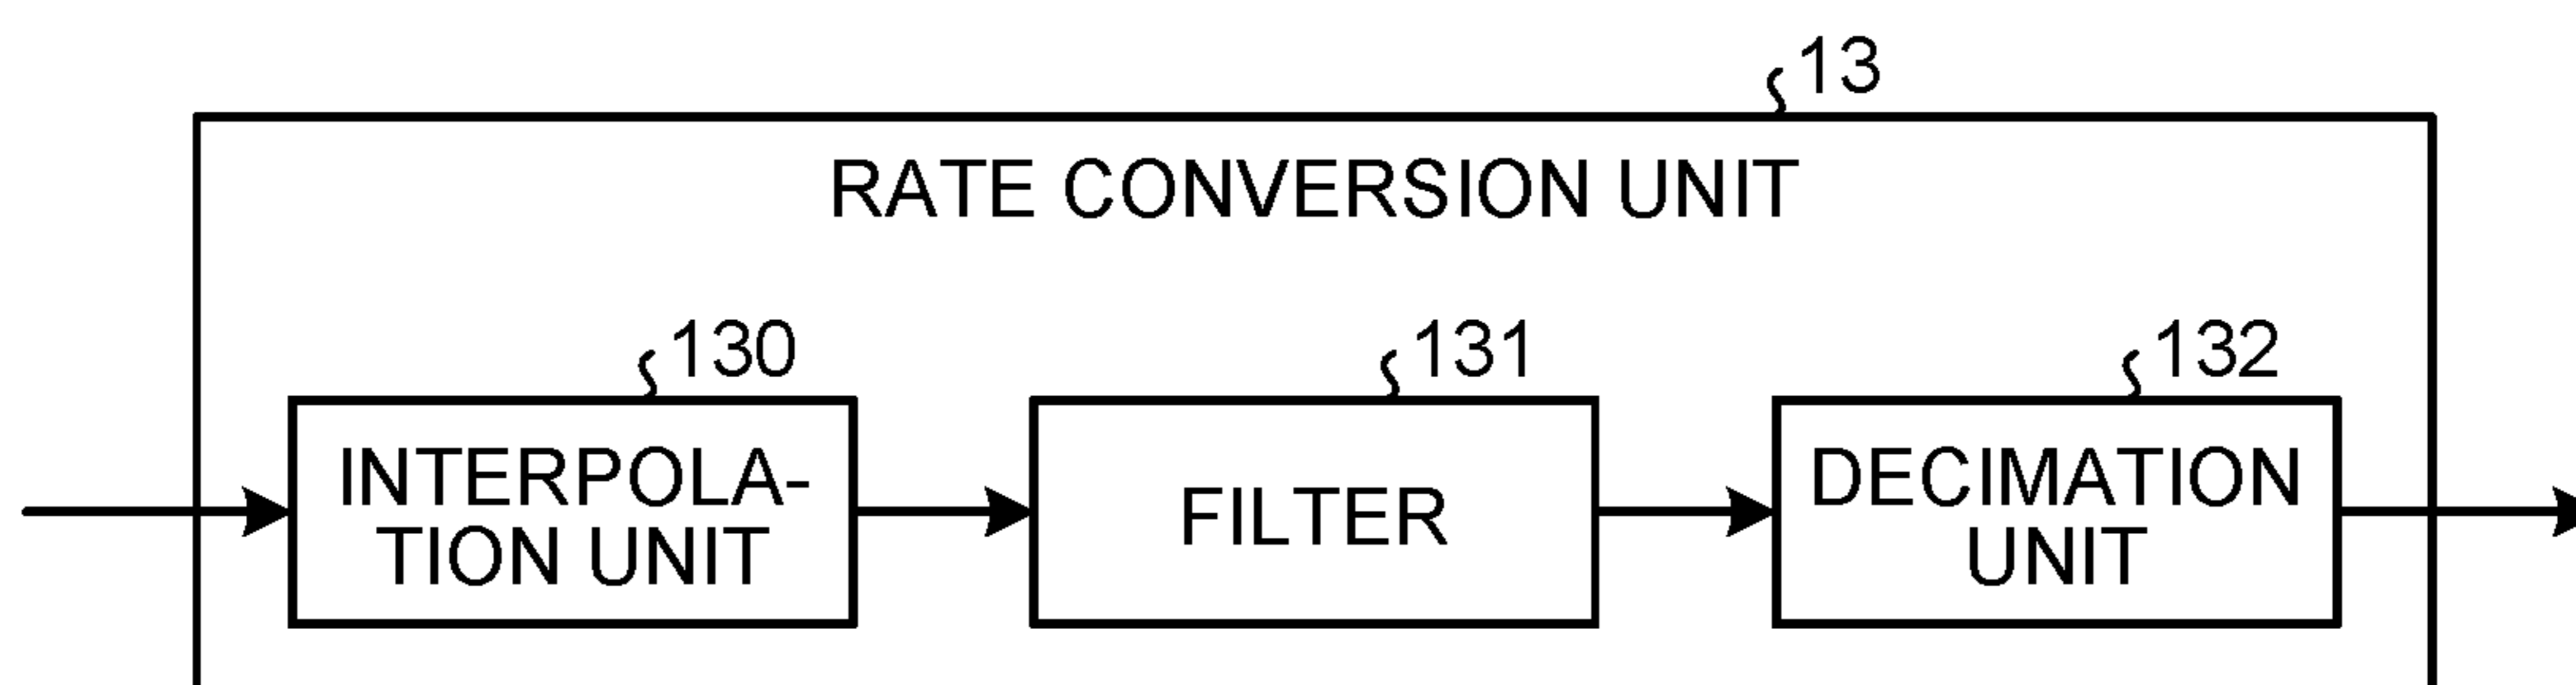 13
RATE CONVERSION UNIT
130
131
132
INTERPOLA-
TION UNIT
FILTER
DECIMATION
UNIT